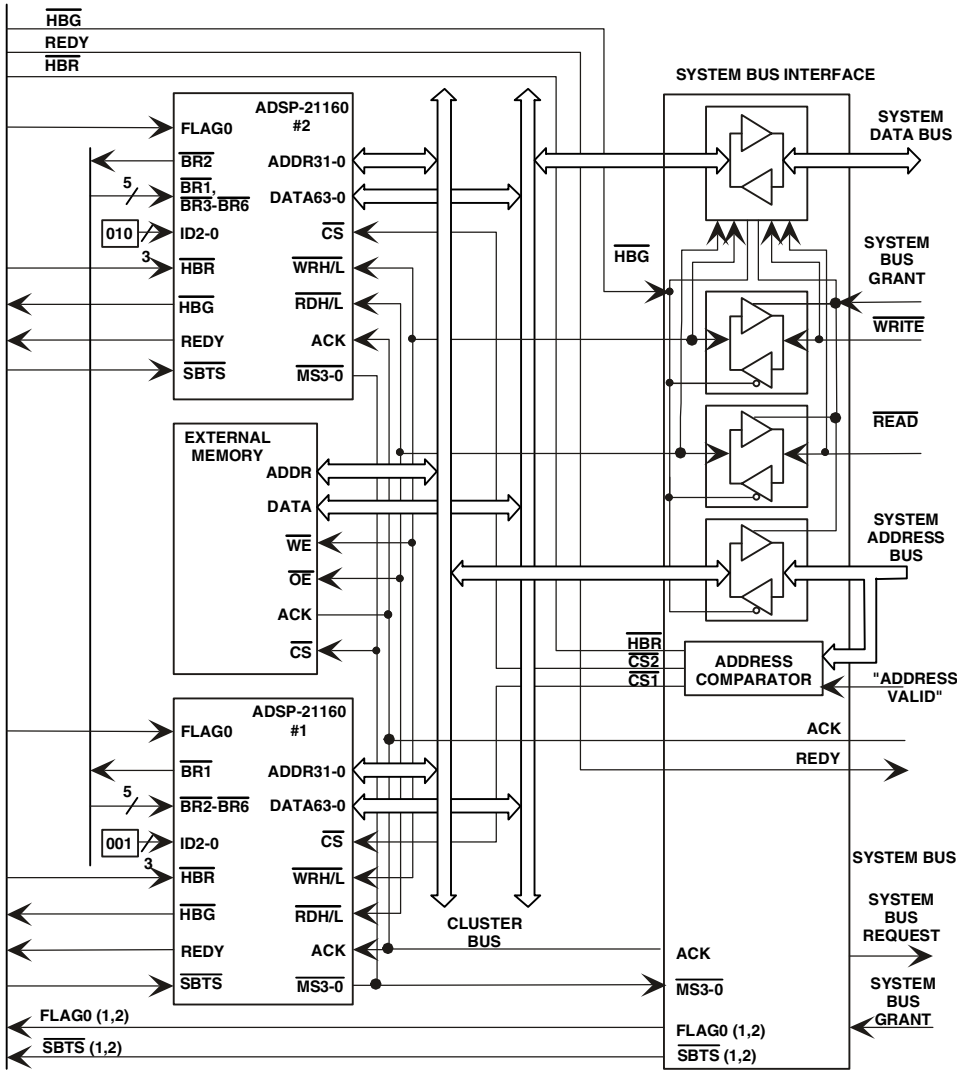 HBG
REDY
HBR
SYSTEM BUS INTERFACE
ADSP-21160
#2
FLAG0
BR2
5
BR1,
BR3-BR6
010
ID2-0
3
HBR
HBG
REDY
SBTS
ADDR31-0
DATA63-0
CS
WRH/L
RDH/L
ACK
MS3-0
EXTERNAL
MEMORY
ADDR
DATA
WE
OE
ACK
CS
ADSP-21160
#1
FLAG0
BR1
5
BR2-BR6
001
ID2-0
3
HBR
HBG
REDY
SBTS
ADDR31-0
DATA63-0
CS
WRH/L
RDH/L
ACK
MS3-0
CLUSTER
BUS
FLAG0 (1,2)
SBTS (1,2)
HBG
HBR
CS2
CS1
ADDRESS
COMPARATOR
ACK
MS3-0
FLAG0 (1,2)
SBTS (1,2)
SYSTEM
DATA BUS
SYSTEM
BUS
GRANT
WRITE
READ
SYSTEM
ADDRESS
BUS
"ADDRESS
VALID"
ACK
REDY
SYSTEM BUS
SYSTEM
BUS
REQUEST
SYSTEM
BUS
GRANT